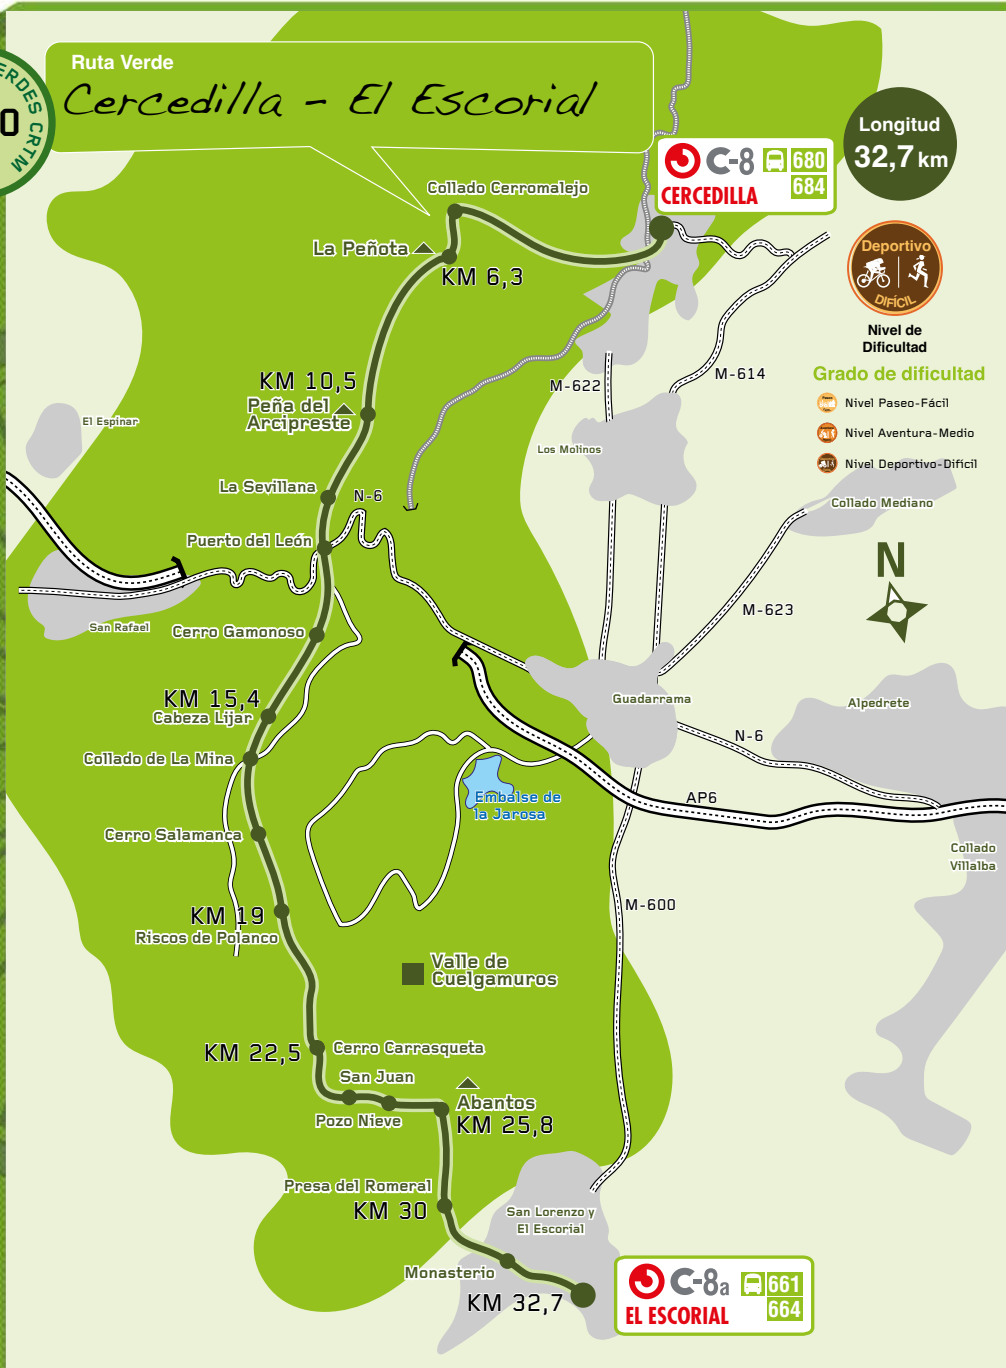 Ruta Verde
Cercedilla - El Escorial
ERDES CRTM
0
Longitud
32,7 km
C-8 680
684
CERCEDILLA
Collado Cerromalejo
La Peñota
KM 6,3
Deportivo
DIFÍCIL
Nivel de
Dificultad
Grado de dificultad
Nivel Paseo-Fácil
Nivel Aventura-Medio
Nivel Deportivo-Difícil
KM 10,5
Peña del
Arcipreste
M-622
M-614
El Espinar
Los Molinos
La Sevillana
N-6
Collado Mediano
Puerto del León
N
San Rafael
Cerro Gamonoso
M-623
KM 15,4
Cabeza Lijar
Guadarrama
Alpedrete
N-6
Collado de La Mina
Embalse de
la Jarosa
AP6
Cerro Salamanca
Collado
Villalba
KM 19
Riscos de Polanco
M-600
Valle de
Cuelgamuros
KM 22,5
Cerro Carrasqueta
San Juan
Pozo Nieve
Abantos
KM 25,8
Presa del Romeral
KM 30
San Lorenzo y
El Escorial
Monasterio
KM 32,7
C-8a 661
664
EL ESCORIAL